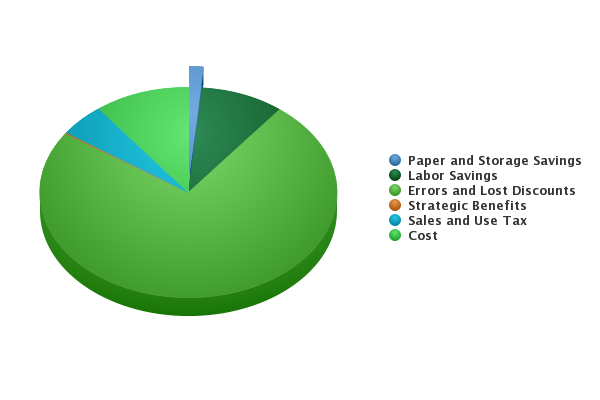 Paper and Storage Savings
Labor Savings
Errors and Lost Discounts
Strategic Benefits
Sales and Use Tax
Cost